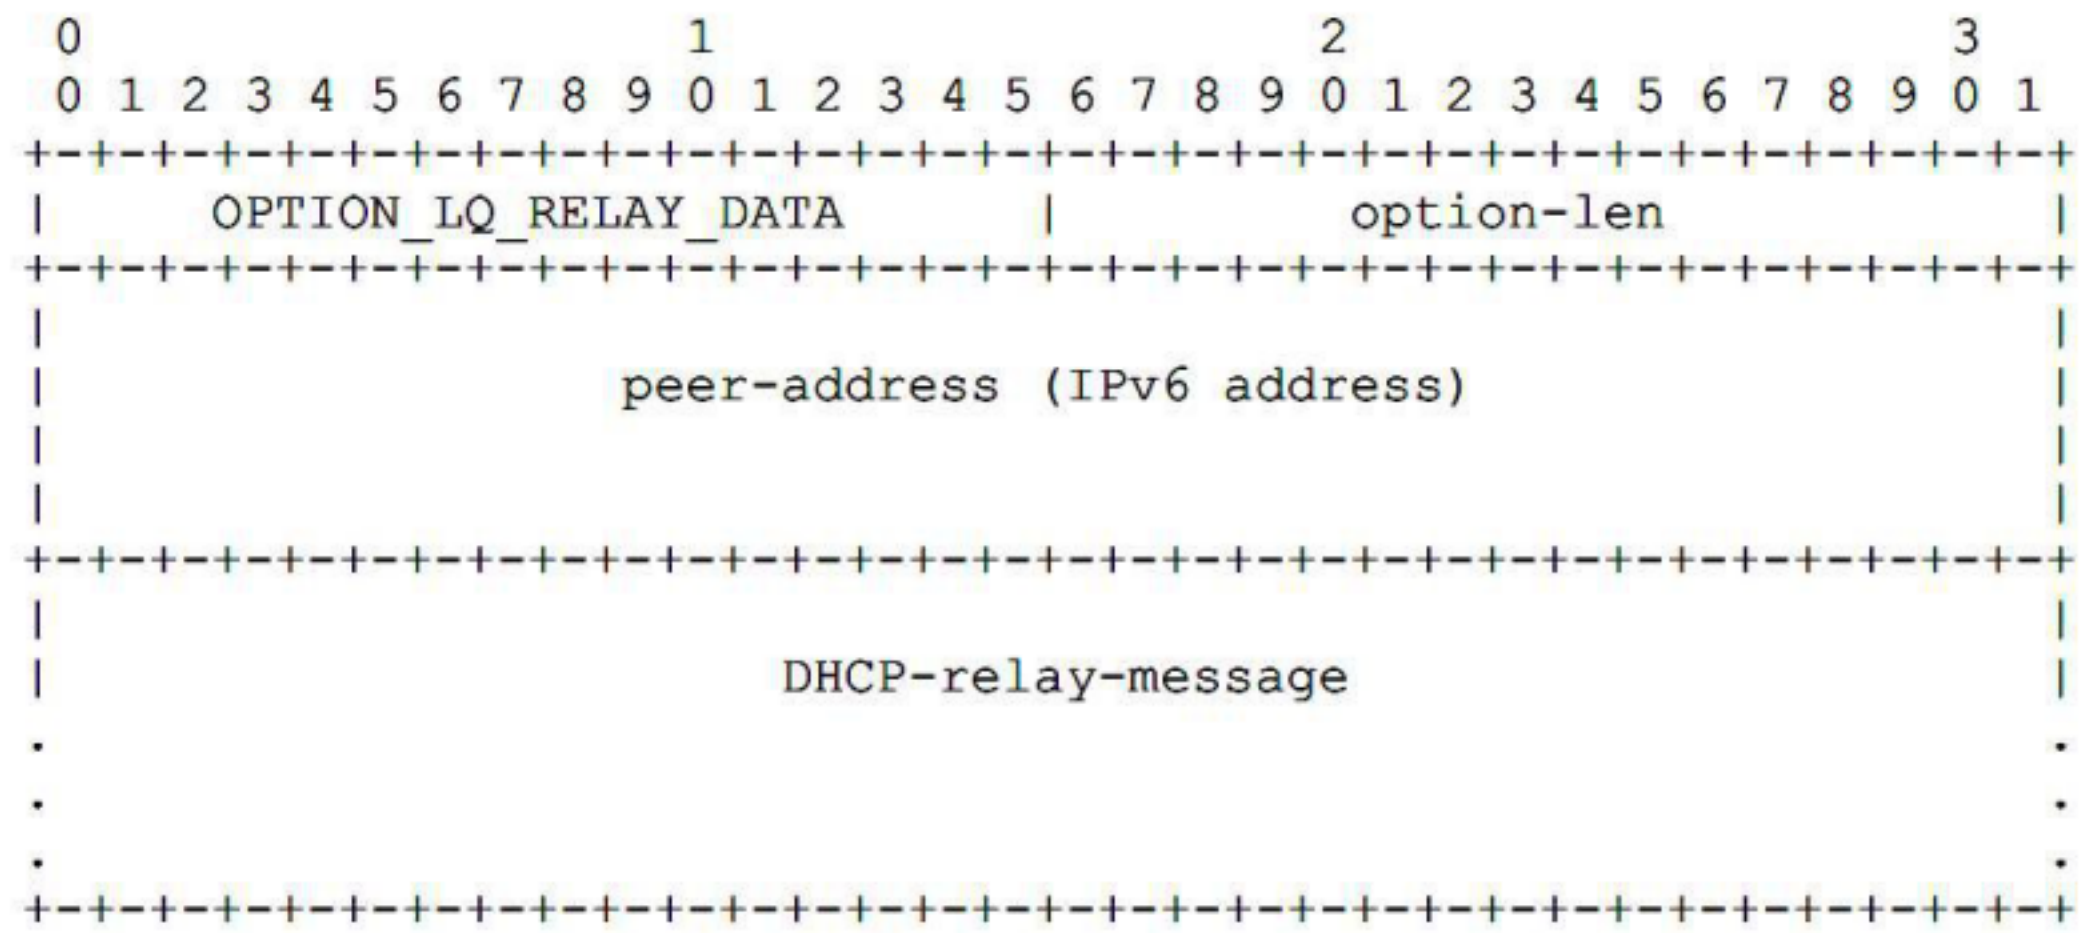 0                   1                   2                   3
 0 1 2 3 4 5 6 7 8 9 0 1 2 3 4 5 6 7 8 9 0 1 2 3 4 5 6 7 8 9 0 1
+-+-+-+-+-+-+-+-+-+-+-+-+-+-+-+-+-+-+-+-+-+-+-+-+-+-+-+-+-+-+-+-+
|     OPTION_LQ_RELAY_DATA      |         option-len            |
+-+-+-+-+-+-+-+-+-+-+-+-+-+-+-+-+-+-+-+-+-+-+-+-+-+-+-+-+-+-+-+-+
|                                                               |
|                  peer-address (IPv6 address)                  |
|                                                               |
|                                                               |
+-+-+-+-+-+-+-+-+-+-+-+-+-+-+-+-+-+-+-+-+-+-+-+-+-+-+-+-+-+-+-+-+
|                                                               |
|                       DHCP-relay-message                      |
.                                                               .
.                                                               .
.                                                               .
+-+-+-+-+-+-+-+-+-+-+-+-+-+-+-+-+-+-+-+-+-+-+-+-+-+-+-+-+-+-+-+-+